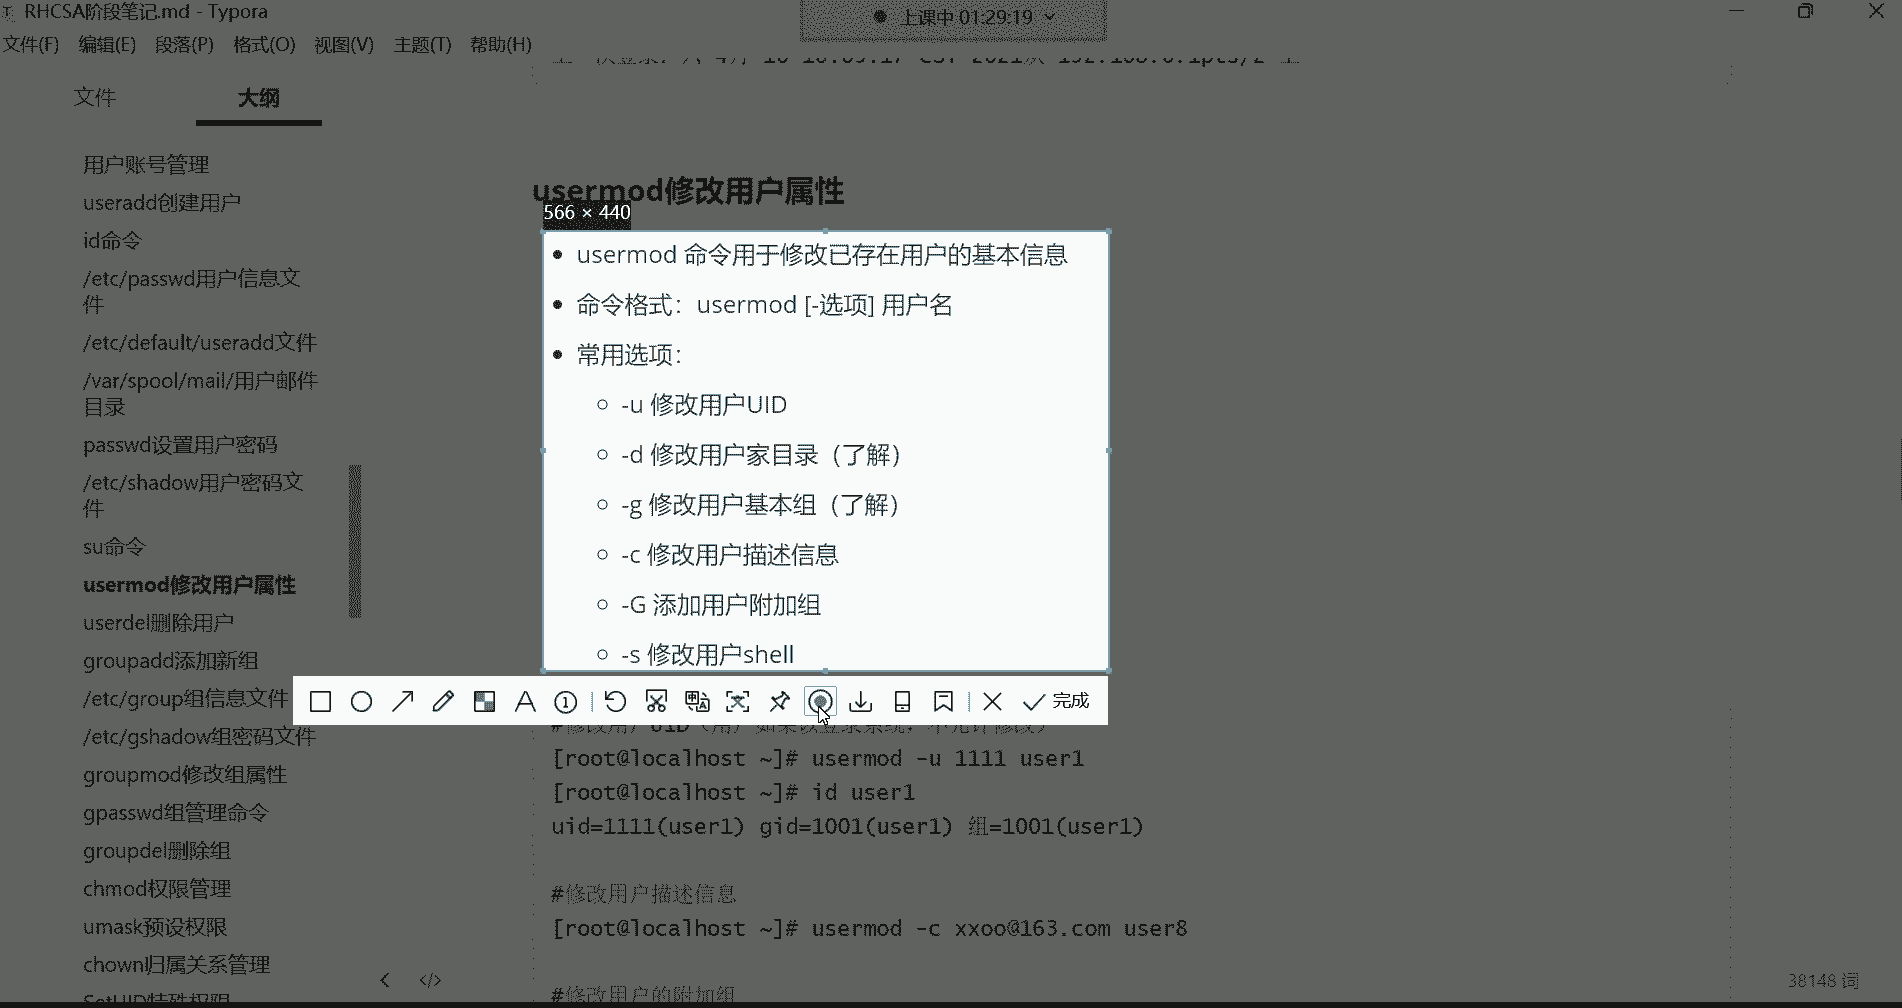 RHCSA阶段笔记.md - Typora
上课中 01:29:19
文件(F) 编辑(E) 段落(P) 格式(O) 视图(V) 主题(T) 帮助(H)
文件 大纲
用户账号管理
useradd创建用户
id命令
/etc/passwd用户信息文
件
/etc/default/useradd文件
/var/spool/mail/用户邮件
目录
passwd设置用户密码
/etc/shadow用户密码文
件
su命令
usermod修改用户属性
userdel删除用户
groupadd添加新组
/etc/group组信息文件
/etc/gshadow组密码文件
groupmod修改组属性
gpasswd组管理命令
groupdel删除组
chmod权限管理
umask预设权限
chown归属关系管理
SetUID特殊权限
usermod修改用户属性
566 × 440
usermod 命令用于修改已存在用户的基本信息
命令格式：usermod [-选项] 用户名
常用选项：
-u 修改用户UID
-d 修改用户家目录（了解）
-g 修改用户基本组（了解）
-c 修改用户描述信息
-G 添加用户附加组
-s 修改用户shell
完成
[root@localhost ~]# usermod -u 1111 user1
[root@localhost ~]# id user1
uid=1111(user1) gid=1001(user1) 组=1001(user1)
#修改用户描述信息
[root@localhost ~]# usermod -c xxoo@163.com user8
#修改用户的附加组
38148 词